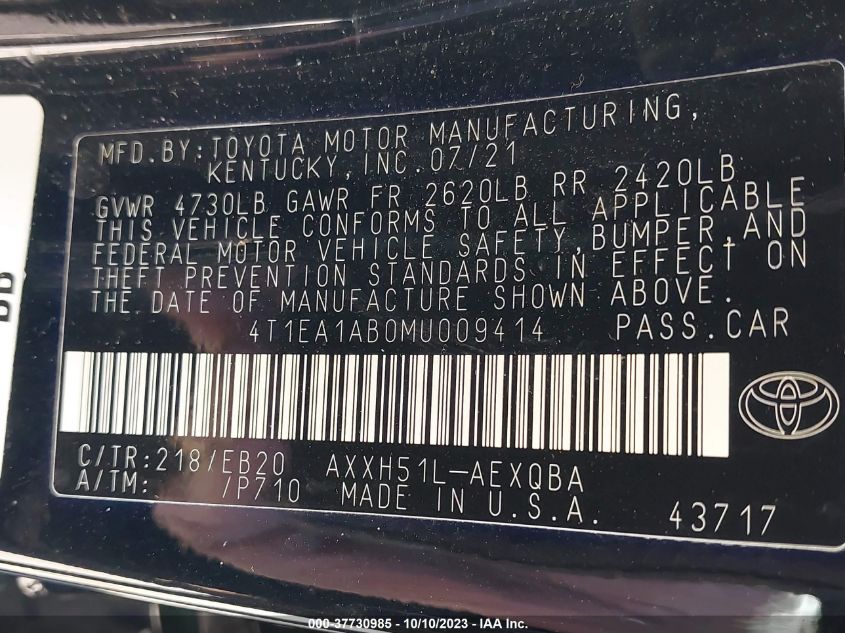 MFD.BY:TOYOTA MOTOR MANUFACTURING,
KENTUCKY,INC.07/21
GVWR 4730LB GAWR FR 2620LB RR 2420LB
THIS VEHICLE CONFORMS TO ALL APPLICABLE
FEDERAL MOTOR VEHICLE SAFETY,BUMPER,AND
THEFT PREVENTION STANDARDS IN EFFECT ON
THE DATE OF MANUFACTURE SHOWN ABOVE.
4T1EA1AB0MU009414 PASS.CAR
C/TR:218/EB20 AXXH51L-AEXQBA
A/TM: /P710 MADE IN U.S.A. 43717
000-37730985 - 10/10/2023 - IAA Inc.